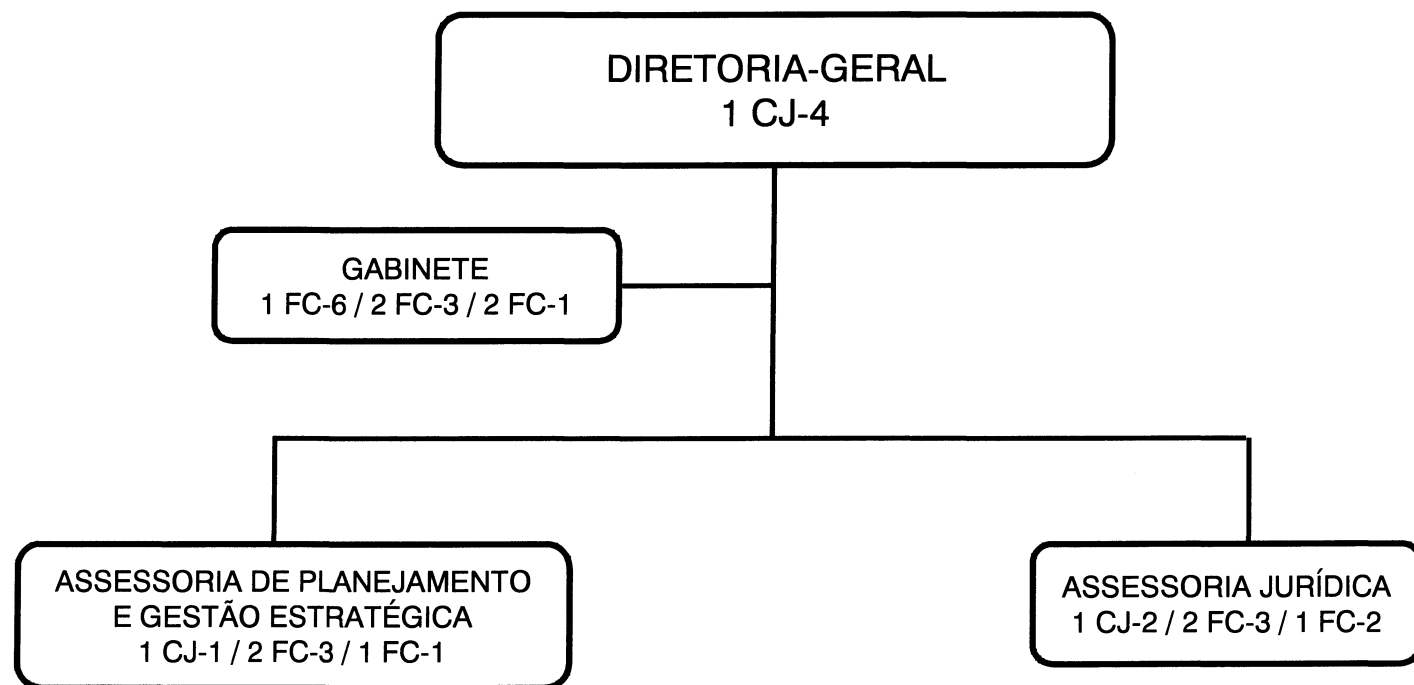 DIRETORIA-GERAL
1 CJ-4
GABINETE
1 FC-6 / 2 FC-3 / 2 FC-1
ASSESSORIA DE PLANEJAMENTO
E GESTÃO ESTRATÉGICA
1 CJ-1 / 2 FC-3 / 1 FC-1
ASSESSORIA JURÍDICA
1 CJ-2 / 2 FC-3 / 1 FC-2